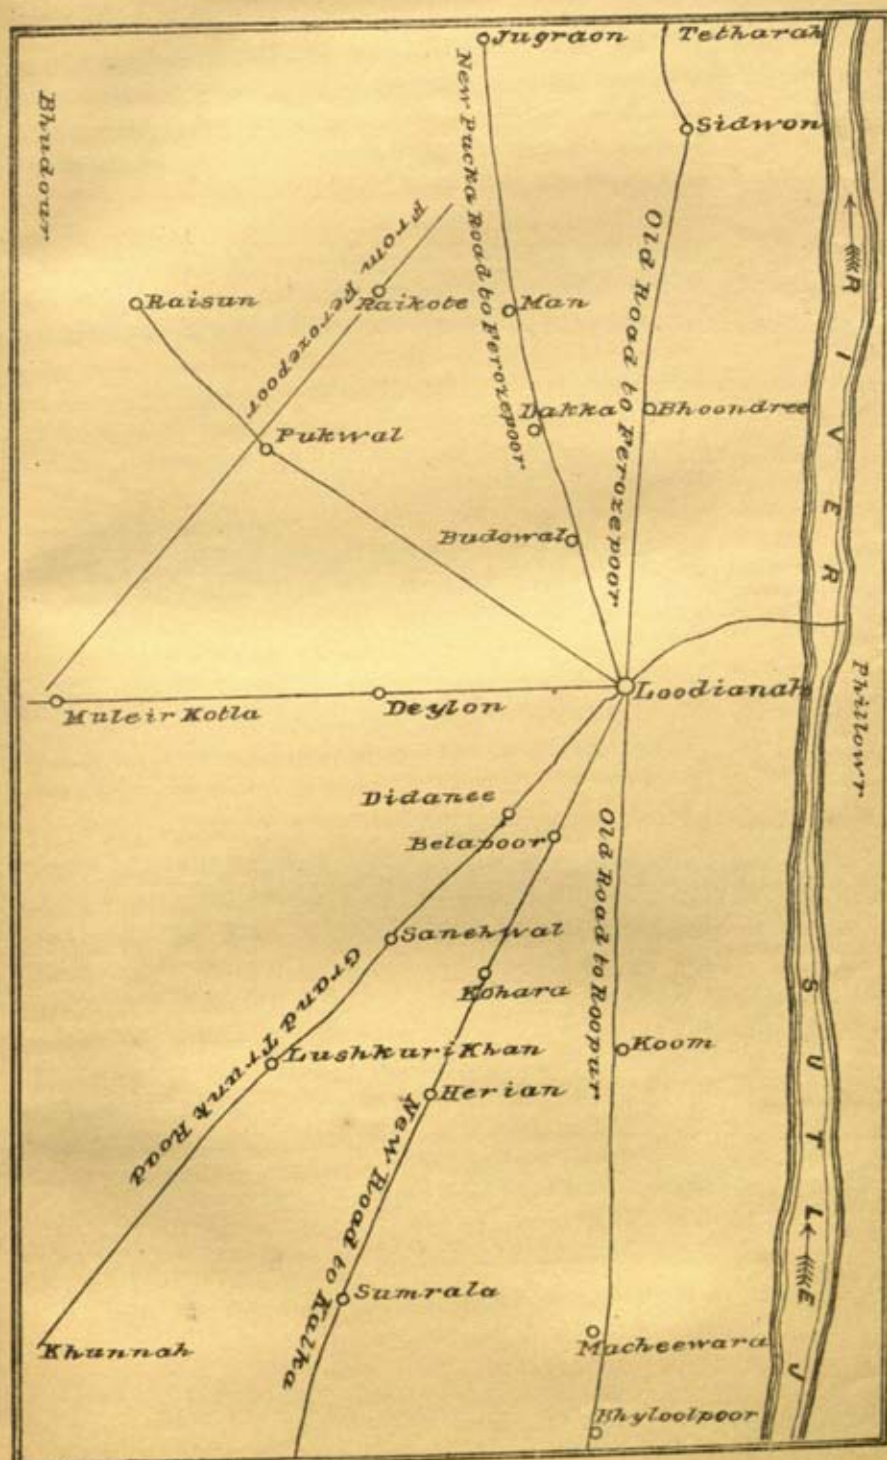 Jugraon
Tetharah
Sidwon
Bhudour
New Pucka Road to Ferozepoor
Old Road to Ferozepoor
From Ferozepoor
Raisun
Raikote
Man
Dakka
Bhoondree
Pukwal
Budowal
RIVER
Loodianah
Phillowr
Muleir Kotla
Deylon
Didanee
Belapoor
Old Road to Roopur
Sanehwal
Grand Trunk Road
Kohara
Lushkuri Khan
Koom
Herian
New Road to Kulka
SUTLEJ
Sumrala
Khunnah
Macheewara
Bhyloolpoor